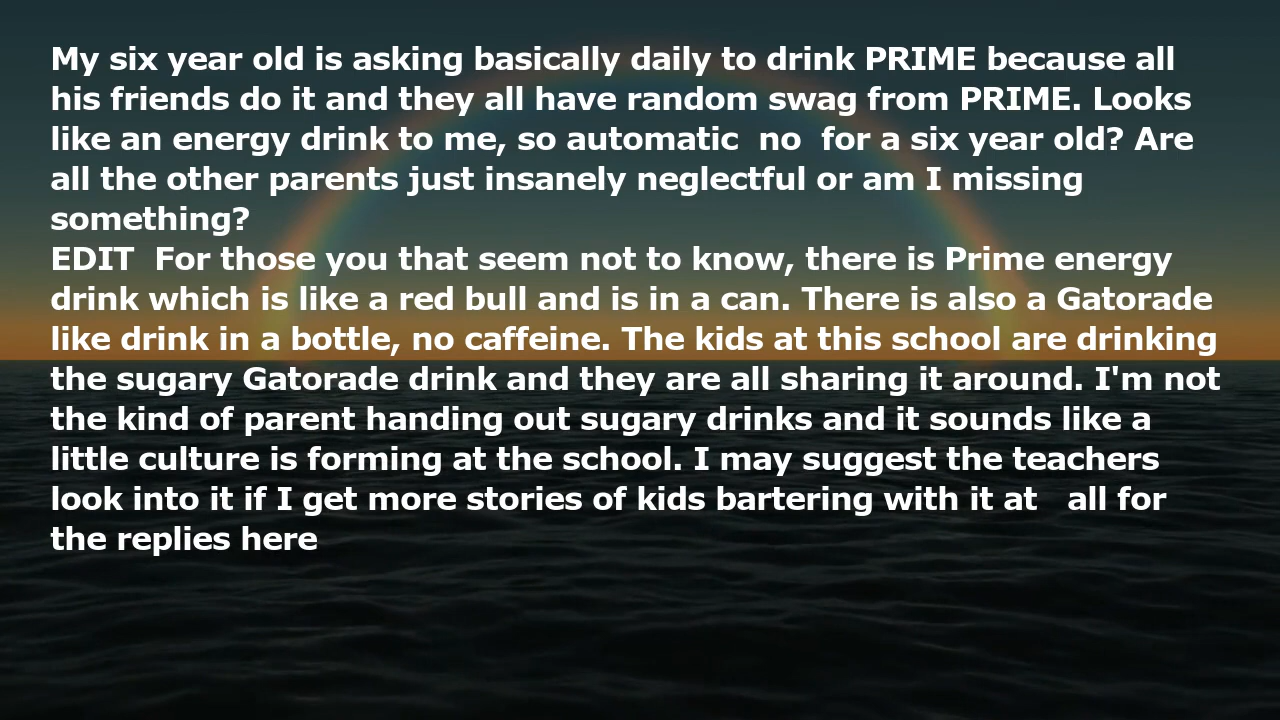 My six year old is asking basically daily to drink PRIME because all
his friends do it and they all have random swag from PRIME. Looks
like an energy drink to me, so automatic  no  for a six year old? Are
all the other parents just insanely neglectful or am I missing
something?
EDIT  For those you that seem not to know, there is Prime energy
drink which is like a red bull and is in a can. There is also a Gatorade
like drink in a bottle, no caffeine. The kids at this school are drinking
the sugary Gatorade drink and they are all sharing it around. I'm not
the kind of parent handing out sugary drinks and it sounds like a
little culture is forming at the school. I may suggest the teachers
look into it if I get more stories of kids bartering with it at   all for
the replies here